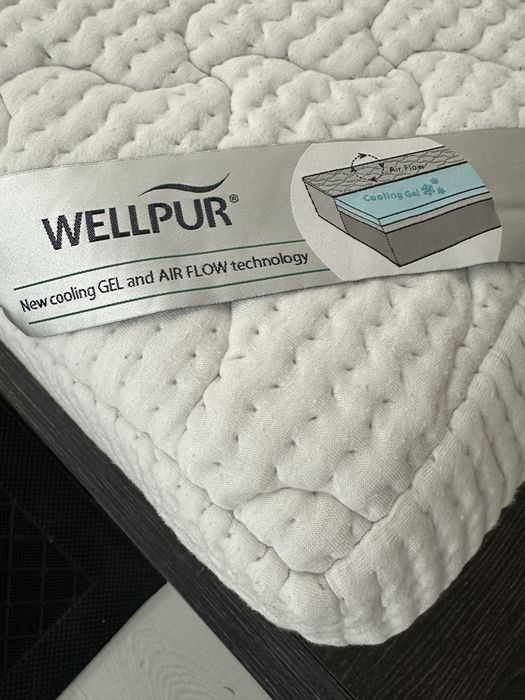 WELLPUR®
New cooling GEL and AIR FLOW technology
Air Flow
Cooling Gel